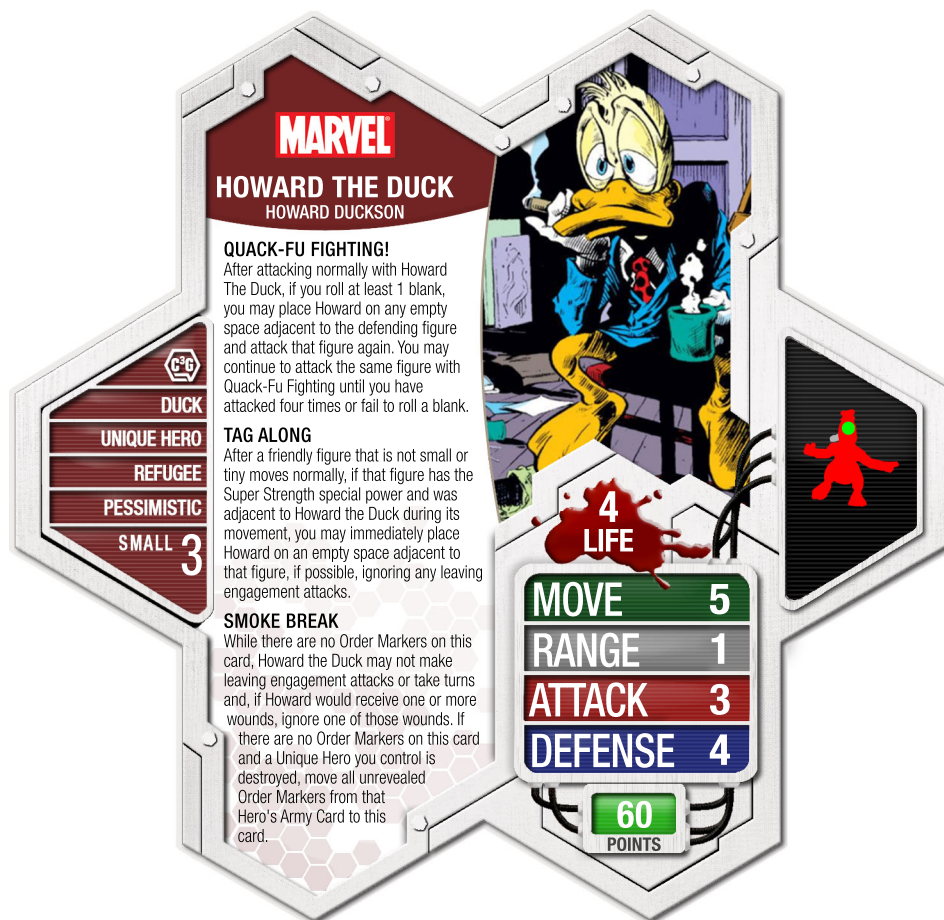 MARVEL
HOWARD THE DUCK
HOWARD DUCKSON
QUACK-FU FIGHTING!
After attacking normally with Howard
The Duck, if you roll at least 1 blank,
you may place Howard on any empty
space adjacent to the defending figure
and attack that figure again. You may
continue to attack the same figure with
Quack-Fu Fighting until you have
attacked four times or fail to roll a blank.
TAG ALONG
After a friendly figure that is not small or
tiny moves normally, if that figure has the
Super Strength special power and was
adjacent to Howard the Duck during its
movement, you may immediately place
Howard on an empty space adjacent to
that figure, if possible, ignoring any leaving
engagement attacks.
SMOKE BREAK
While there are no Order Markers on this
card, Howard the Duck may not make
leaving engagement attacks or take turns
and, if Howard would receive one or more
wounds, ignore one of those wounds. If
there are no Order Markers on this card
and a Unique Hero you control is
destroyed, move all unrevealed
Order Markers from that
Hero's Army Card to this
card.
C3G
DUCK
UNIQUE HERO
REFUGEE
PESSIMISTIC
SMALL 3
4
LIFE
MOVE 5
RANGE 1
ATTACK 3
DEFENSE 4
60
POINTS